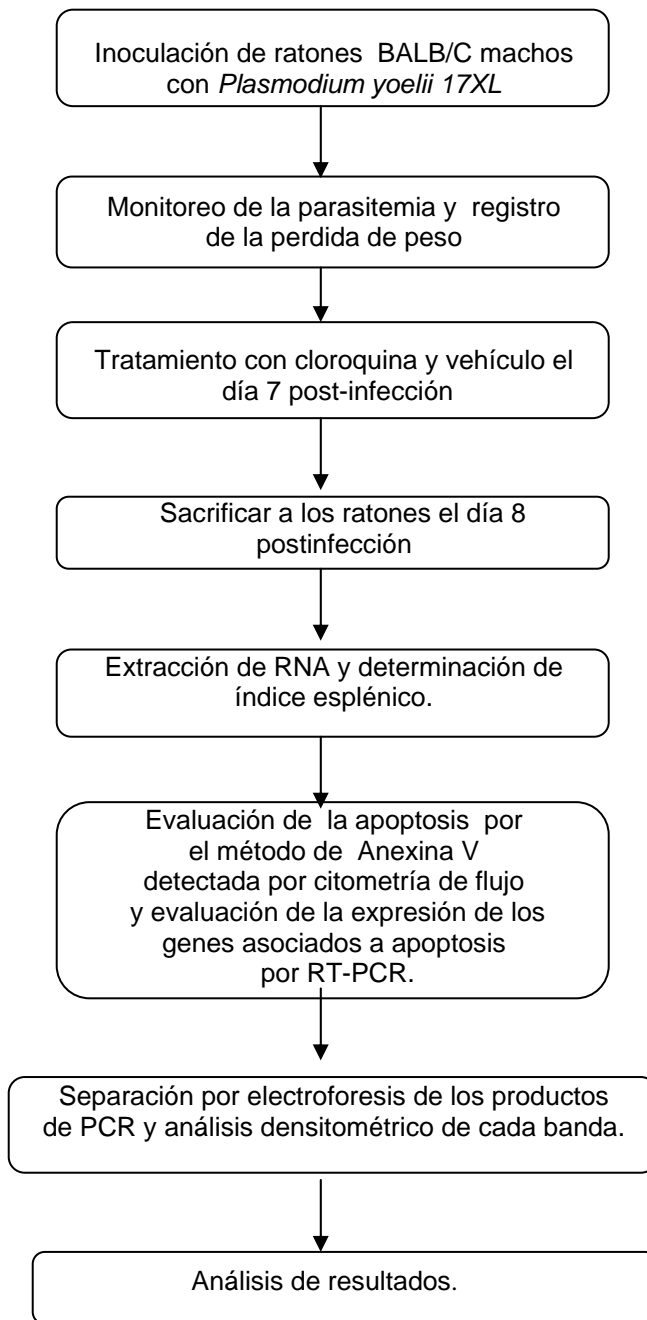 Inoculación de ratones BALB/C machos
con Plasmodium yoelii 17XL
Monitoreo de la parasitemia y registro
de la perdida de peso
Tratamiento con cloroquina y vehículo el
día 7 post-infección
Sacrificar a los ratones el día 8
postinfección
Extracción de RNA y determinación de
índice esplénico.
Evaluación de la apoptosis por
el método de Anexina V
detectada por citometría de flujo
y evaluación de la expresión de los
genes asociados a apoptosis
por RT-PCR.
Separación por electroforesis de los productos
de PCR y análisis densitométrico de cada banda.
Análisis de resultados.